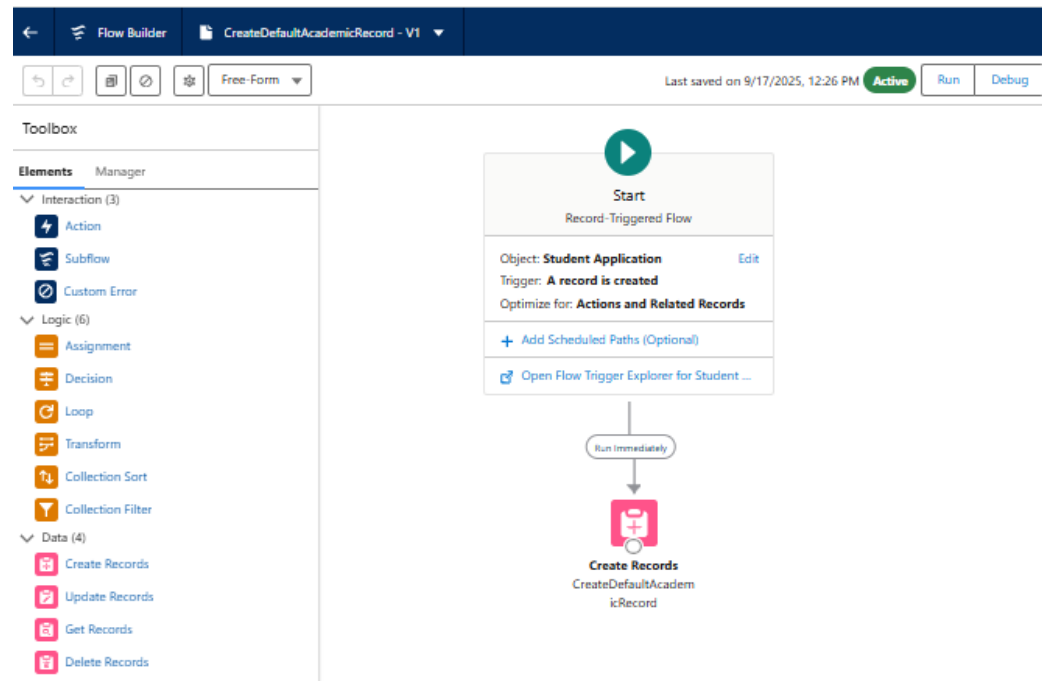 Flow Builder
CreateDefaultAcademicRecord - V1
Free-Form
Last saved on 9/17/2025, 12:26 PM
Active
Run
Debug
Toolbox
Elements
Manager
Interaction (3)
Action
Subflow
Custom Error
Logic (6)
Assignment
Decision
Loop
Transform
Collection Sort
Collection Filter
Data (4)
Create Records
Update Records
Get Records
Delete Records
Start
Record-Triggered Flow
Object: Student Application
Edit
Trigger: A record is created
Optimize for: Actions and Related Records
Add Scheduled Paths (Optional)
Open Flow Trigger Explorer for Student ...
Run Immediately
Create Records
CreateDefaultAcadem
icRecord